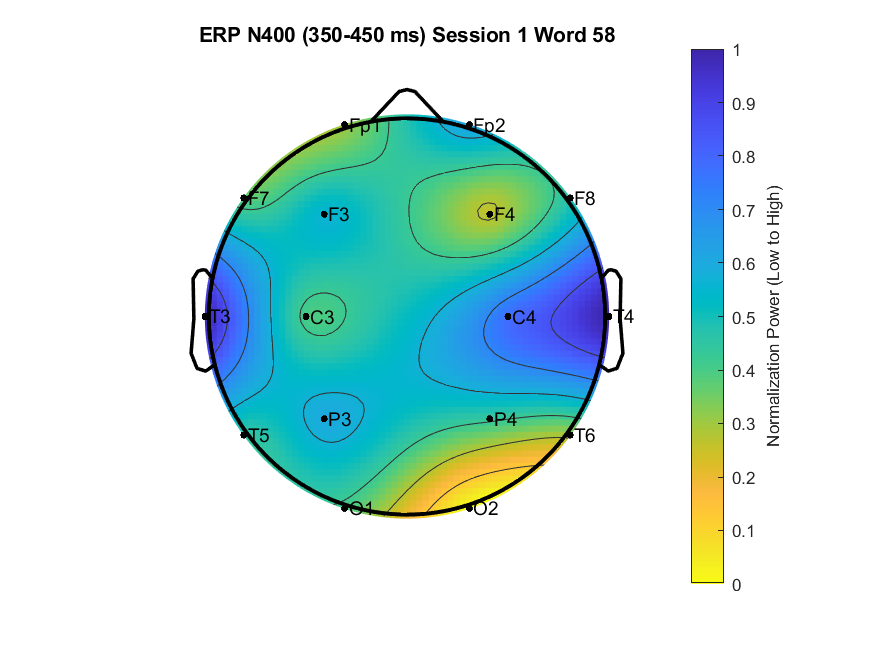 ERP N400 (350-450 ms) Session 1 Word 58
Fp1
Fp2
F7
F3
F4
F8
T3
C3
C4
T4
T5
P3
P4
T6
O1
O2
1
0.9
0.8
0.7
0.6
0.5
0.4
0.3
0.2
0.1
0
Normalization Power (Low to High)